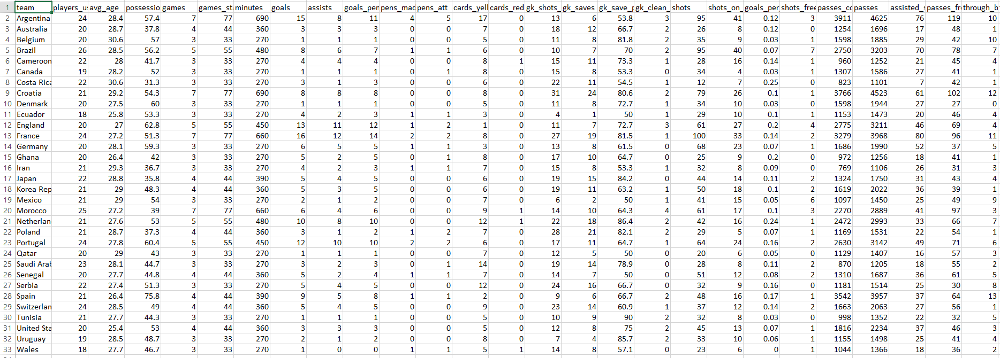 1 team players_u: avg_age possessio games games_sta minutes goals assists goals_per pens_mad pens_att cards_yell cards_red gk_shots_ gk_saves gk_save_p gk_clean_ shots shots_on_ goals_per shots_free passes_co passes assisted_s passes_fr through_b
2 Argentina 24 28.4 57.4 7 77 690 15 8 11 4 5 17 0 13 6 53.8 3 95 41 0.12 3 3911 4625 76 119 10
3 Australia 20 28.7 37.8 4 44 360 3 3 3 0 0 7 0 18 12 66.7 2 26 8 0.12 0 1254 1696 17 48 1
4 Belgium 20 30.6 57 3 33 270 1 1 1 0 0 5 0 11 8 81.8 2 35 9 0.03 1 1598 1885 29 42 10
5 Brazil 26 28.5 56.2 5 55 480 8 6 7 1 1 6 0 10 7 70 2 95 40 0.07 7 2750 3203 70 78 7
6 Cameroon 22 28 41.7 3 33 270 4 4 4 0 0 8 1 15 11 73.3 1 28 16 0.14 1 960 1252 21 45 4
7 Canada 19 28.2 52 3 33 270 1 1 1 0 1 8 0 15 8 53.3 0 34 4 0.03 1 1307 1586 27 41 1
8 Costa Rica 22 30.6 31.3 3 33 270 3 1 3 0 0 6 0 22 11 54.5 1 12 7 0.25 0 823 1101 7 42 1
9 Croatia 21 29.2 54.3 7 77 690 8 8 8 0 0 8 0 31 24 80.6 2 79 26 0.1 1 3766 4523 61 102 12
10 Denmark 20 27.5 60 3 33 270 1 1 1 0 0 5 0 11 8 72.7 1 34 10 0.03 0 1598 1944 27 27 0
11 Ecuador 18 25.8 53.3 3 33 270 4 2 3 1 1 3 0 4 1 50 1 29 10 0.1 1 1153 1473 20 46 4
12 England 20 27 62.8 5 55 450 13 11 12 1 2 1 0 11 7 72.7 3 61 27 0.2 4 2775 3211 46 69 4
13 France 24 27.2 51.3 7 77 660 16 12 14 2 2 8 0 27 19 81.5 1 100 33 0.14 2 3279 3968 80 96 11
14 Germany 20 28.1 59.3 3 33 270 6 5 5 1 1 3 0 13 8 61.5 0 68 23 0.07 1 1686 1990 52 37 5
15 Ghana 20 26.4 42 3 33 270 5 2 5 0 1 8 0 17 10 64.7 0 25 9 0.2 0 972 1256 18 41 1
16 Iran 21 29.3 36.7 3 33 270 4 2 3 1 1 7 0 15 8 53.3 1 32 8 0.09 0 769 1106 26 31 3
17 Japan 22 28.8 35.8 4 44 390 5 4 5 0 0 6 0 19 15 84.2 0 44 14 0.11 2 1324 1750 31 43 4
18 Korea Rep 21 29 48.3 4 44 360 5 3 5 0 0 6 0 19 11 63.2 1 50 18 0.1 2 1619 2022 36 39 1
19 Mexico 21 29 54 3 33 270 2 1 2 0 0 7 0 6 2 50 1 41 15 0.05 6 1097 1450 25 49 9
20 Morocco 25 27.2 39 7 77 660 6 4 6 0 0 9 1 14 10 64.3 4 61 17 0.1 3 2270 2889 41 97 3
21 Netherlan 21 27.6 53 5 55 480 10 8 10 0 0 12 1 22 18 86.4 2 42 16 0.24 1 2472 2993 33 66 7
22 Poland 21 28.7 37.3 4 44 360 3 1 2 1 2 7 0 28 21 82.1 2 29 5 0.07 1 1169 1531 22 54 1
23 Portugal 24 27.8 60.4 5 55 450 12 10 10 2 2 6 0 17 11 64.7 1 64 24 0.16 2 2630 3142 49 71 6
24 Qatar 20 29 43 3 33 270 1 1 1 0 0 7 0 12 5 50 0 20 6 0.05 0 1129 1407 16 57 3
25 Saudi Arab 23 28.1 44.7 3 33 270 3 2 3 0 1 14 0 19 14 78.9 0 28 8 0.11 2 870 1205 18 55 2
26 Senegal 20 27.7 44.8 4 44 360 5 2 4 1 1 7 0 14 7 50 0 51 12 0.08 2 1310 1687 36 61 5
27 Serbia 22 27.4 51.3 3 33 270 5 4 5 0 0 12 0 24 16 66.7 0 32 9 0.16 0 1181 1514 25 30 8
28 Spain 21 26.4 75.8 4 44 390 9 5 8 1 1 2 0 9 6 66.7 2 48 16 0.17 1 3542 3957 37 64 13
29 Switzerlan 24 28.5 49 4 44 360 5 4 5 0 0 9 0 23 14 60.9 1 37 12 0.14 2 1663 2063 27 56 1
30 Tunisia 21 27.7 44.3 3 33 270 1 1 1 0 0 5 0 10 9 90 2 32 8 0.03 0 998 1352 22 32 5
31 United Sta 20 25.4 53 4 44 360 3 3 3 0 0 5 0 12 8 75 2 45 13 0.07 1 1816 2234 37 46 3
32 Uruguay 19 28.5 48.7 3 33 270 2 1 2 0 0 8 0 7 4 85.7 2 33 10 0.06 1 1155 1498 25 41 4
33 Wales 18 27.7 46.7 3 33 270 1 0 0 1 1 5 1 14 8 57.1 0 23 6 0 1 1044 1366 18 36 2